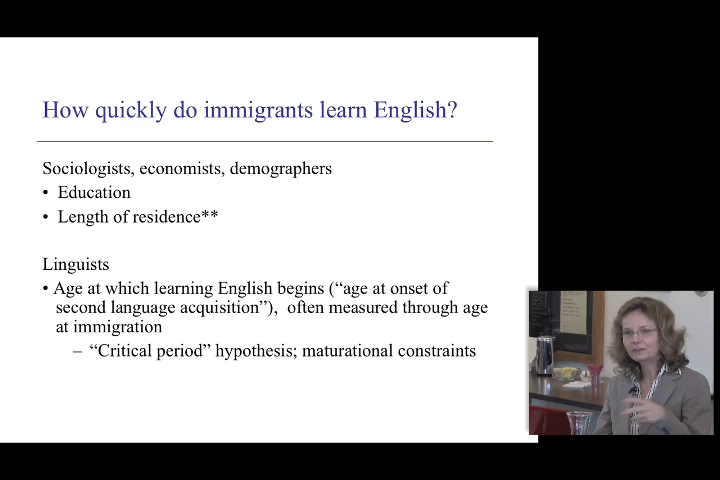 How quickly do immigrants learn English?
Sociologists, economists, demographers
• Education
• Length of residence**
Linguists
• Age at which learning English begins (“age at onset of
second language acquisition”), often measured through age
at immigration
– “Critical period” hypothesis; maturational constraints